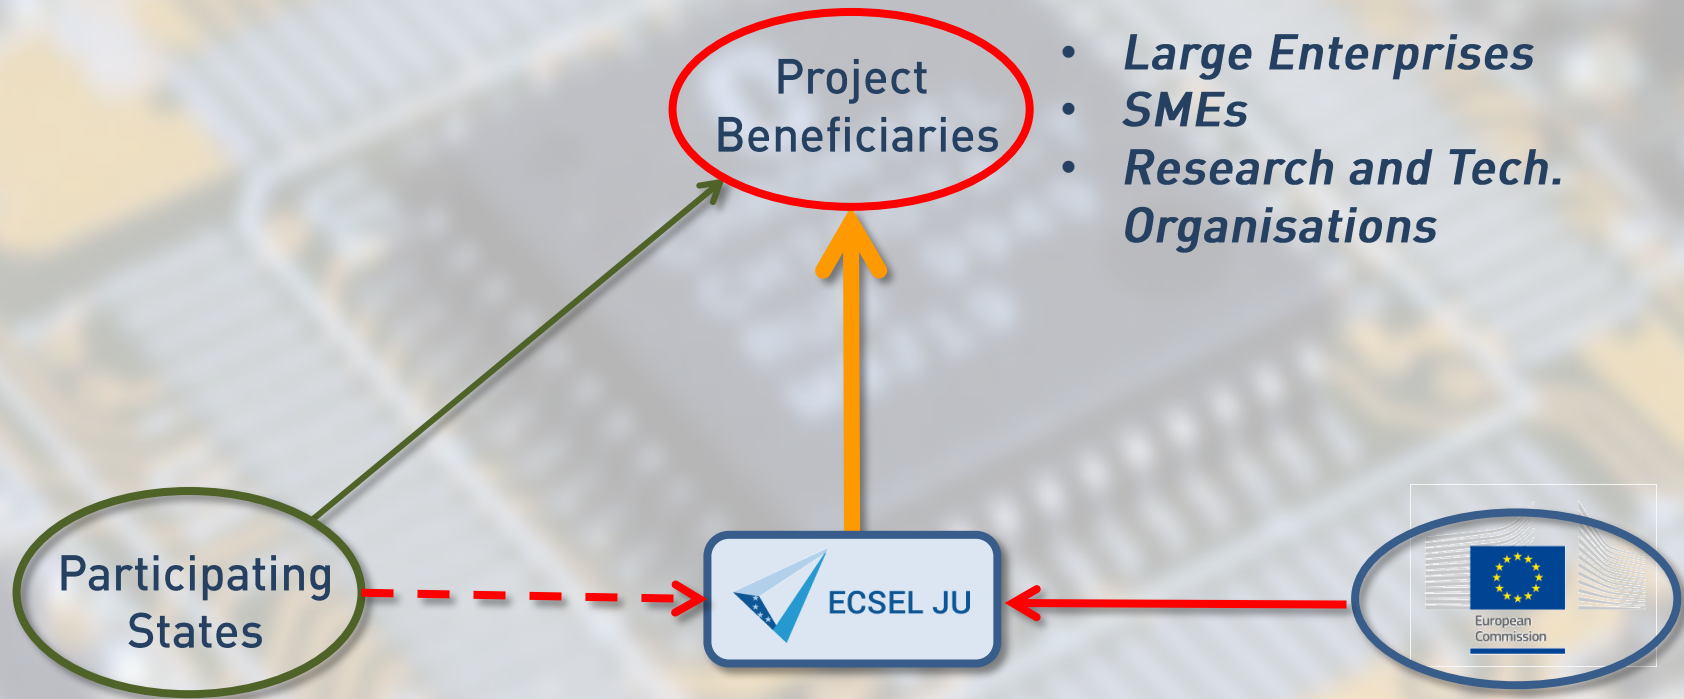 Project
Beneficiaries
• Large Enterprises
• SMEs
• Research and Tech.
Organisations
Participating
States
ECSEL JU
European
Commission